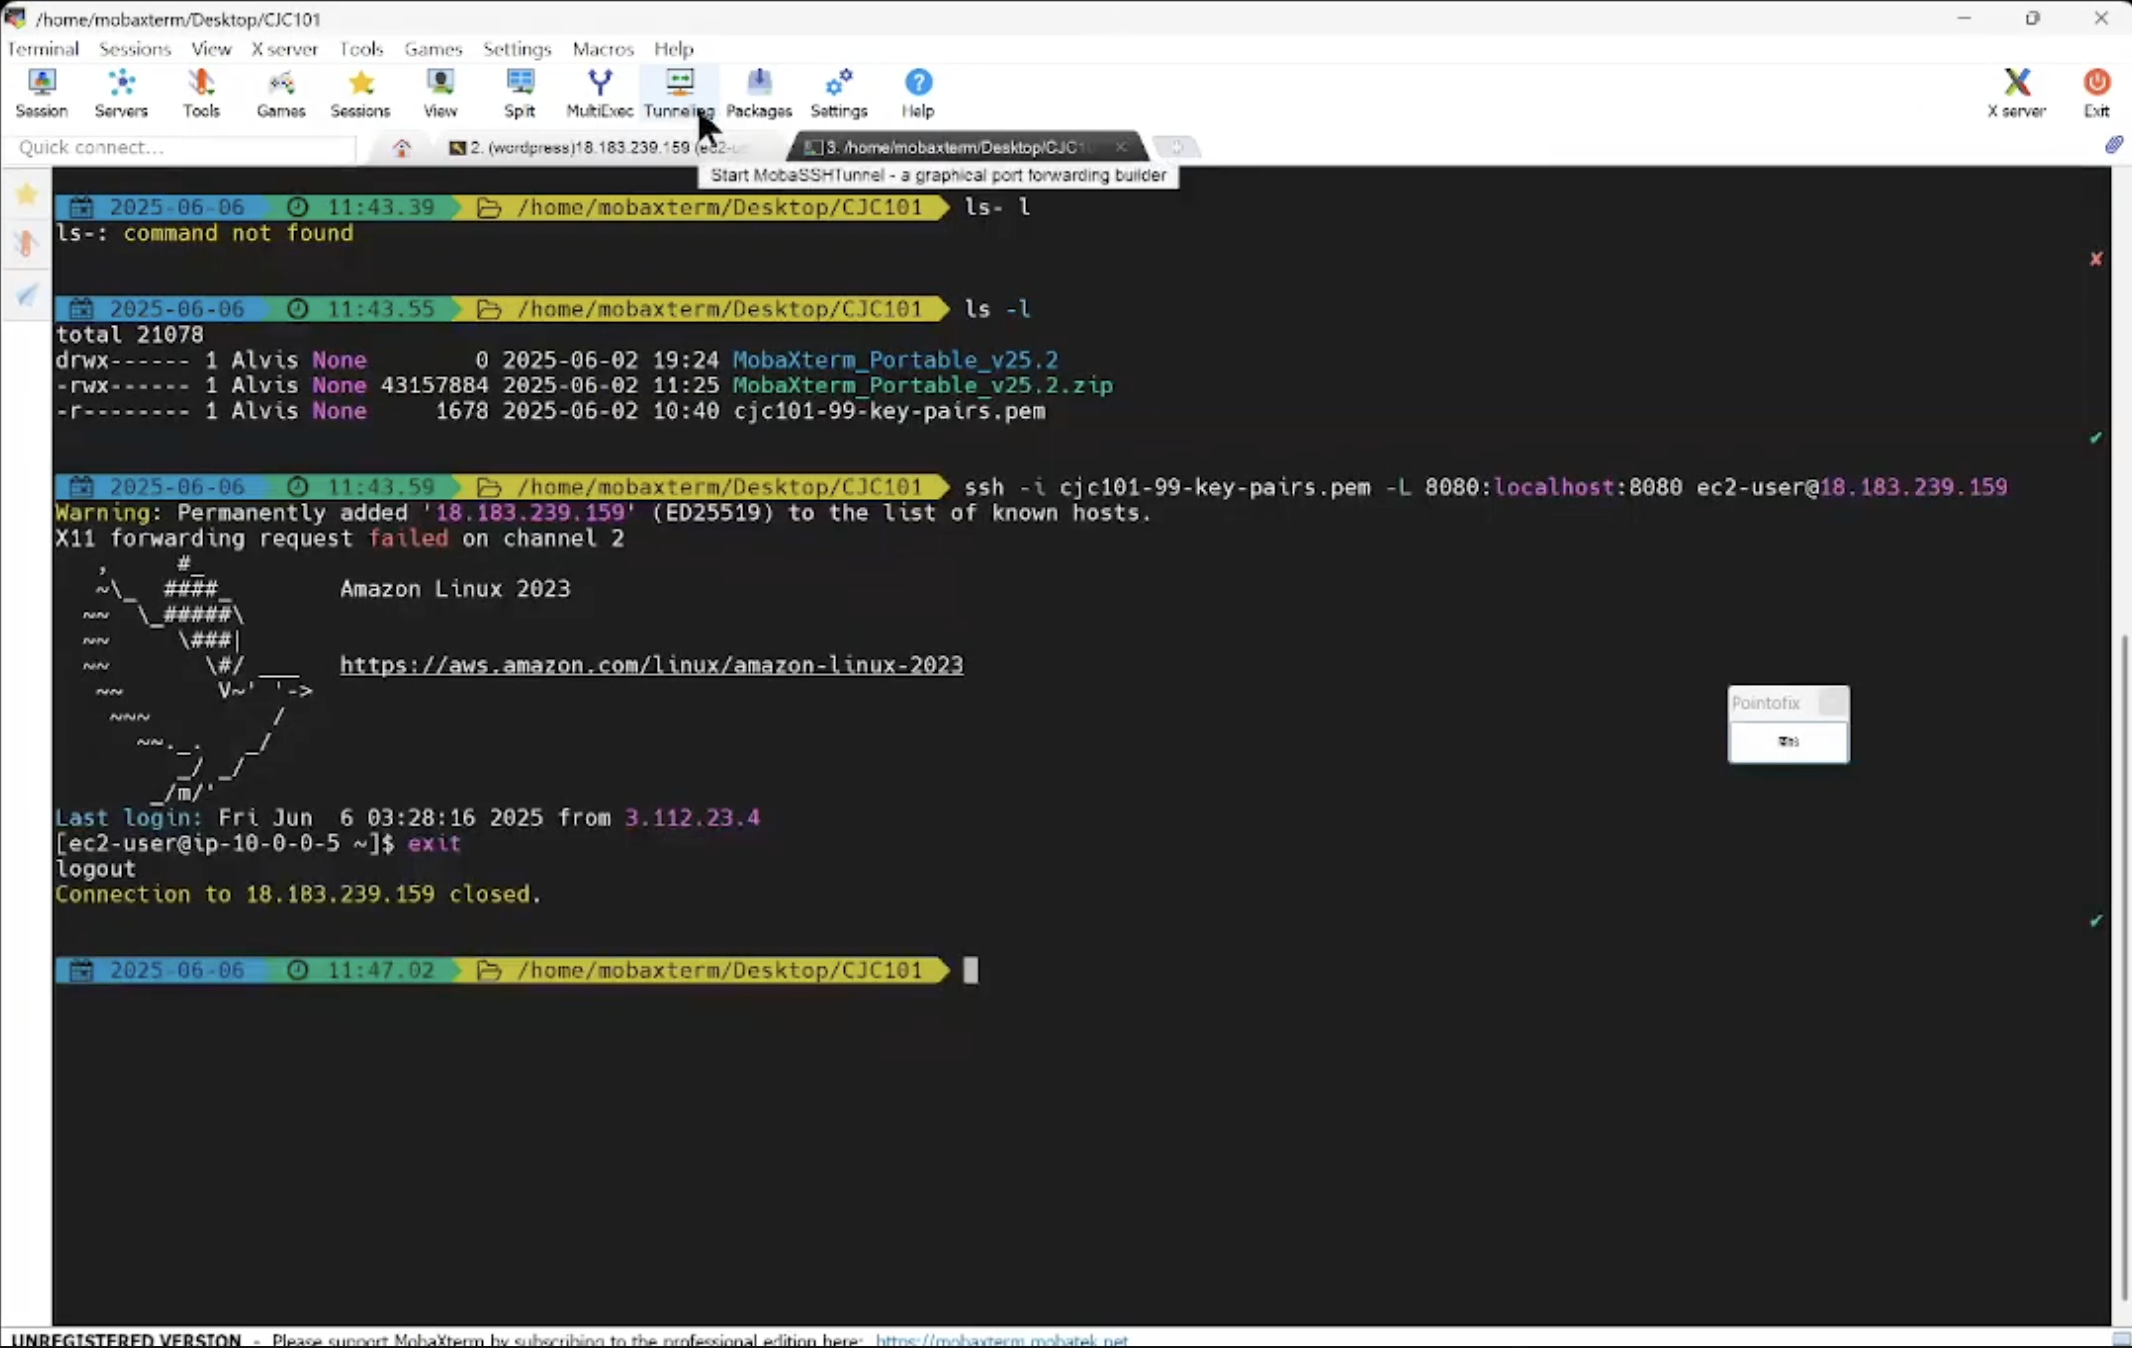 /home/mobaxterm/Desktop/CJC101
Terminal Sessions View X server Tools Games Settings Macros Help
Session Servers Tools Games Sessions View Split MultiExec Tunneling Packages Settings Help X server Exit
Quick connect... 2. (wordpress)18.183.239.159 (ec2-u 3. /home/mobaxterm/Desktop/CJC1
Start MobaSSHTunnel - a graphical port forwarding builder
2025-06-06 11:43.39 /home/mobaxterm/Desktop/CJC101 ls- l
ls-: command not found
2025-06-06 11:43.55 /home/mobaxterm/Desktop/CJC101 ls -l
total 21078
drwx------ 1 Alvis None 0 2025-06-02 19:24 MobaXterm_Portable_v25.2
-rwx------ 1 Alvis None 43157884 2025-06-02 11:25 MobaXterm_Portable_v25.2.zip
-r-------- 1 Alvis None 1678 2025-06-02 10:40 cjc101-99-key-pairs.pem
2025-06-06 11:43.59 /home/mobaxterm/Desktop/CJC101 ssh -i cjc101-99-key-pairs.pem -L 8080:localhost:8080 ec2-user@18.183.239.159
Warning: Permanently added '18.183.239.159' (ED25519) to the list of known hosts.
X11 forwarding request failed on channel 2
   ,     #_
   ~\_  ####_        Amazon Linux 2023
  ~~  \_#####\
  ~~     \###|
  ~~       \#/ ___   https://aws.amazon.com/linux/amazon-linux-2023
   ~~       V~' '->
    ~~~         /
      ~~._.   _/
         _/ _/
       _/m/'
Last login: Fri Jun  6 03:28:16 2025 from 3.112.23.4
[ec2-user@ip-10-0-0-5 ~]$ exit
logout
Connection to 18.183.239.159 closed.
2025-06-06 11:47.02 /home/mobaxterm/Desktop/CJC101
Pointofix
UNREGISTERED VERSION - Please support MobaXterm by subscribing to the professional edition here: https://mobaxterm.mobatek.net